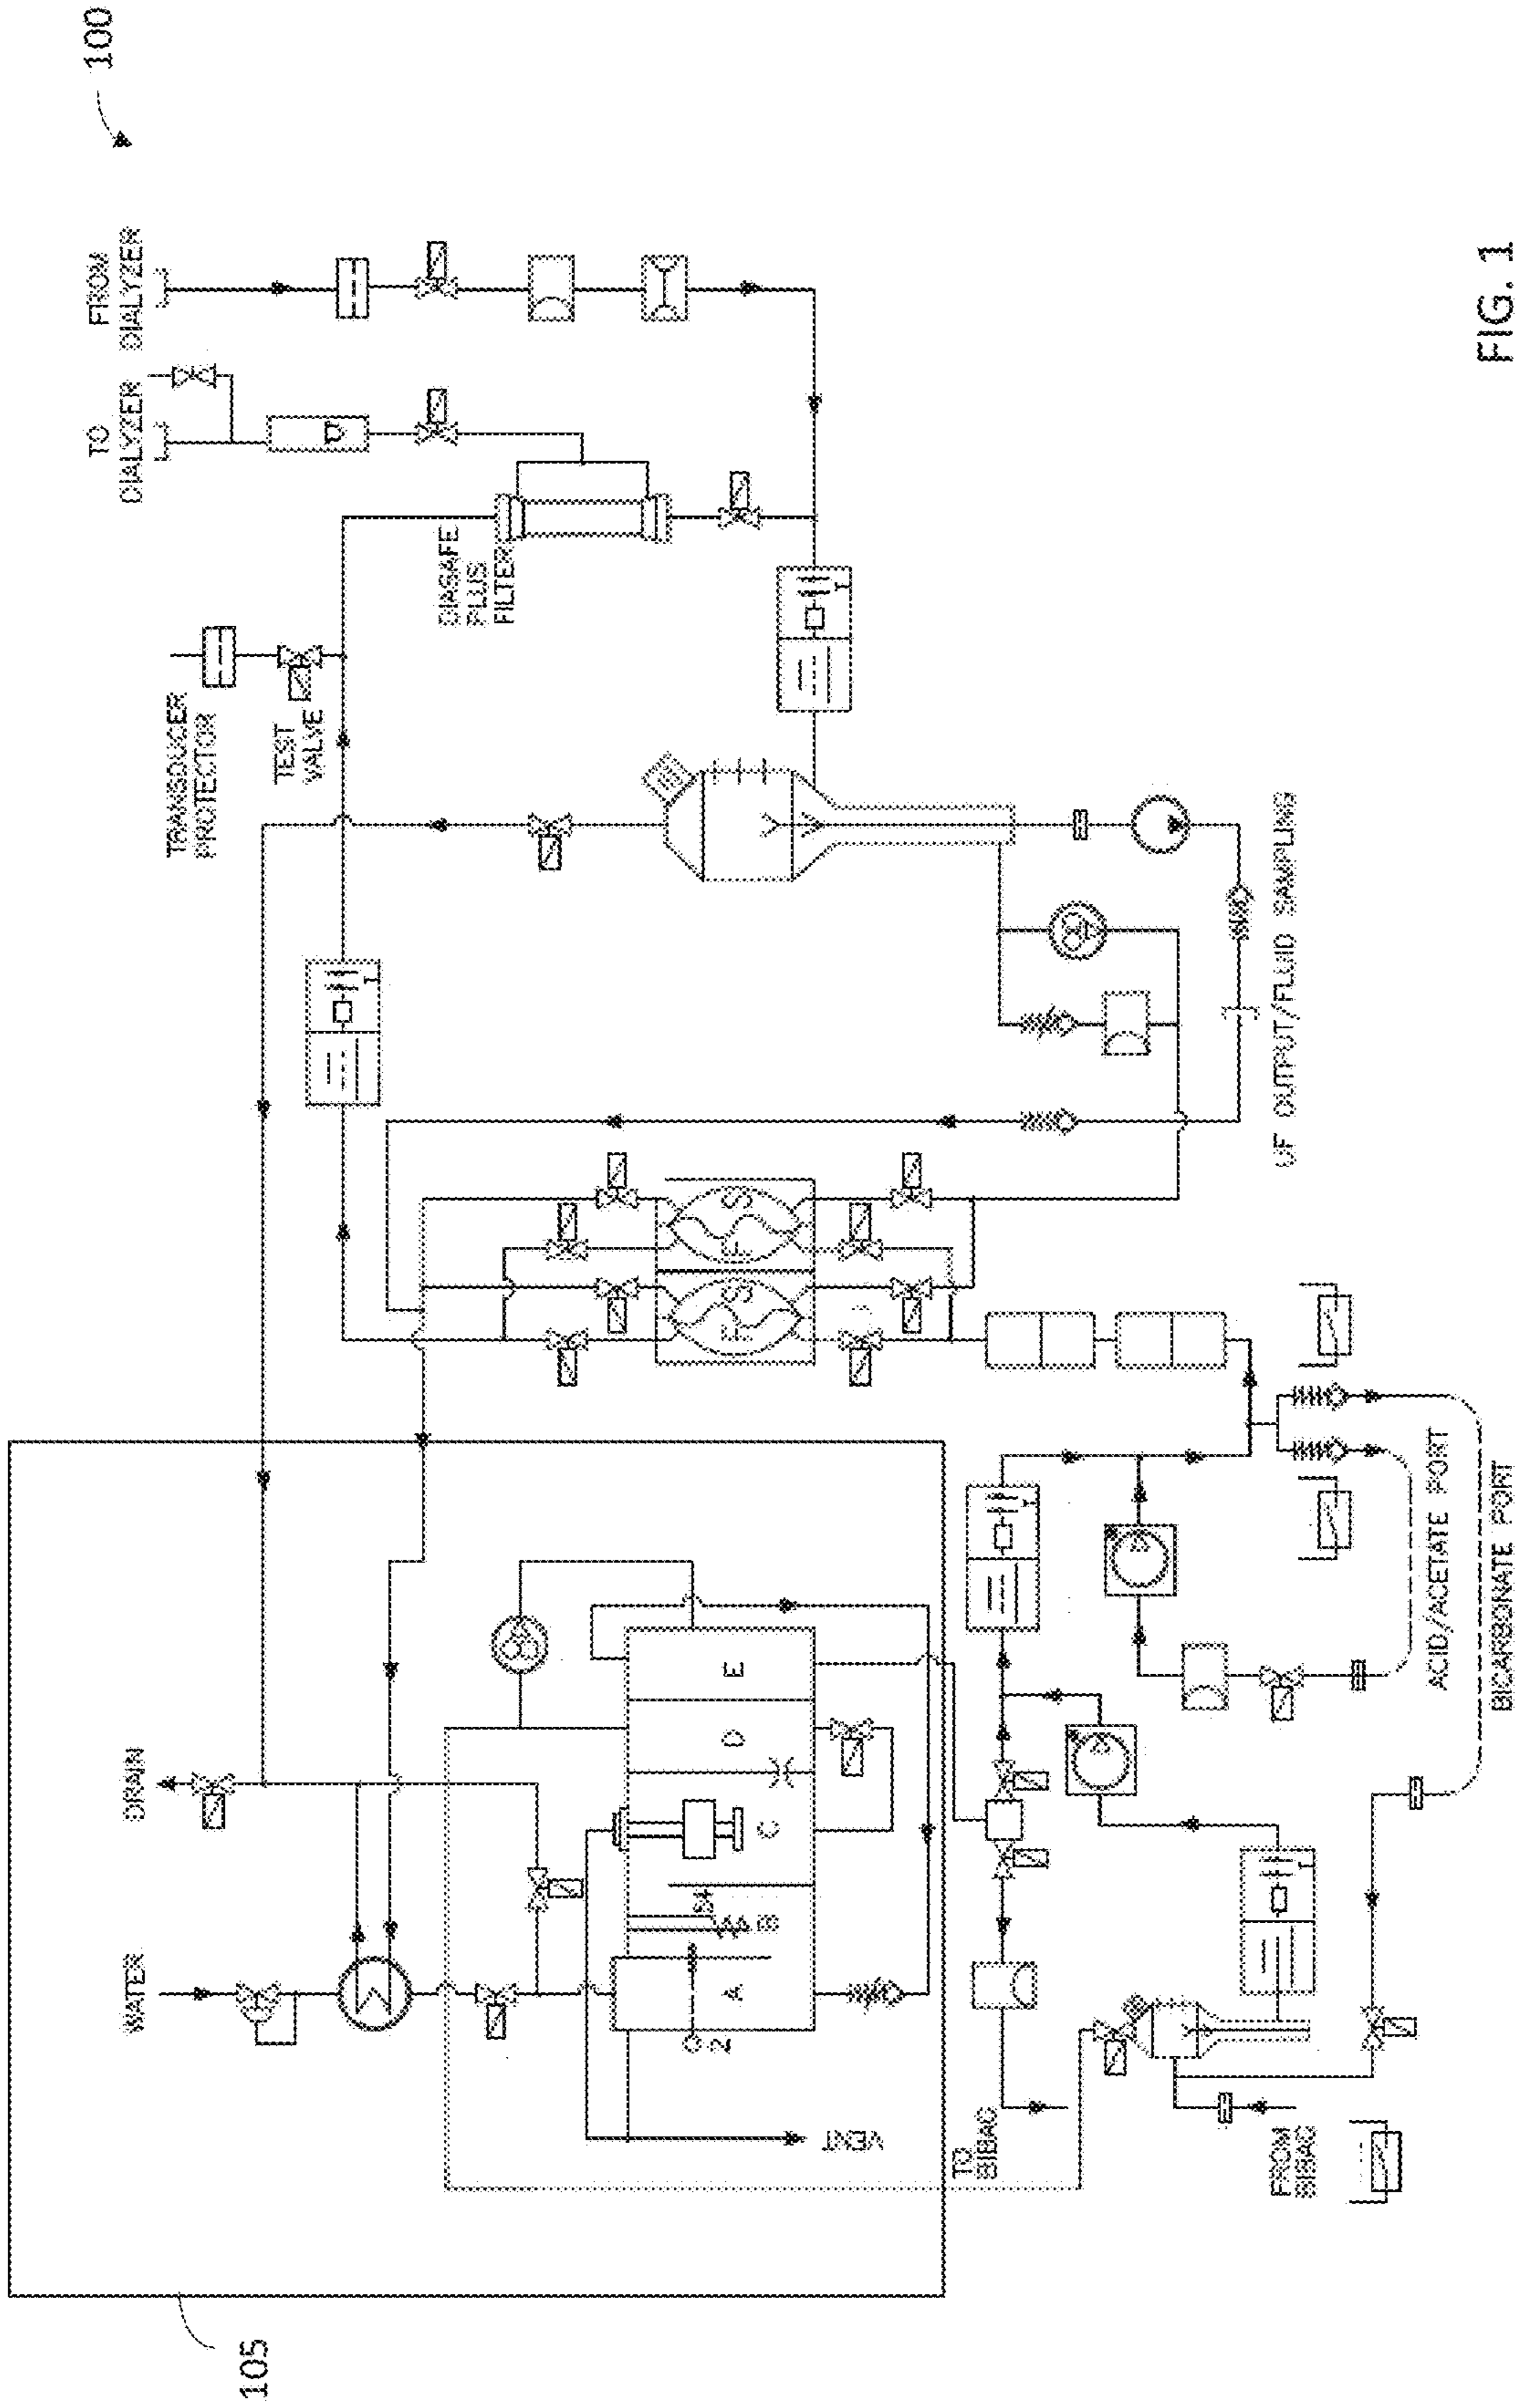 100
FROM
DIALYZER
TO
DIALYZER
TRANSDUCER
PROTECTOR
TEST
VALVE
DIASAFE
PLUS
FILTER
F
S
F
S
UF OUTPUT/FLUID SAMPLING
DRAIN
WATER
A
B
C
D
E
2
VENT
TO
BIBAG
FROM
BIBAG
ACID/ACETATE PORT
BICARBONATE PORT
105
FIG. 1